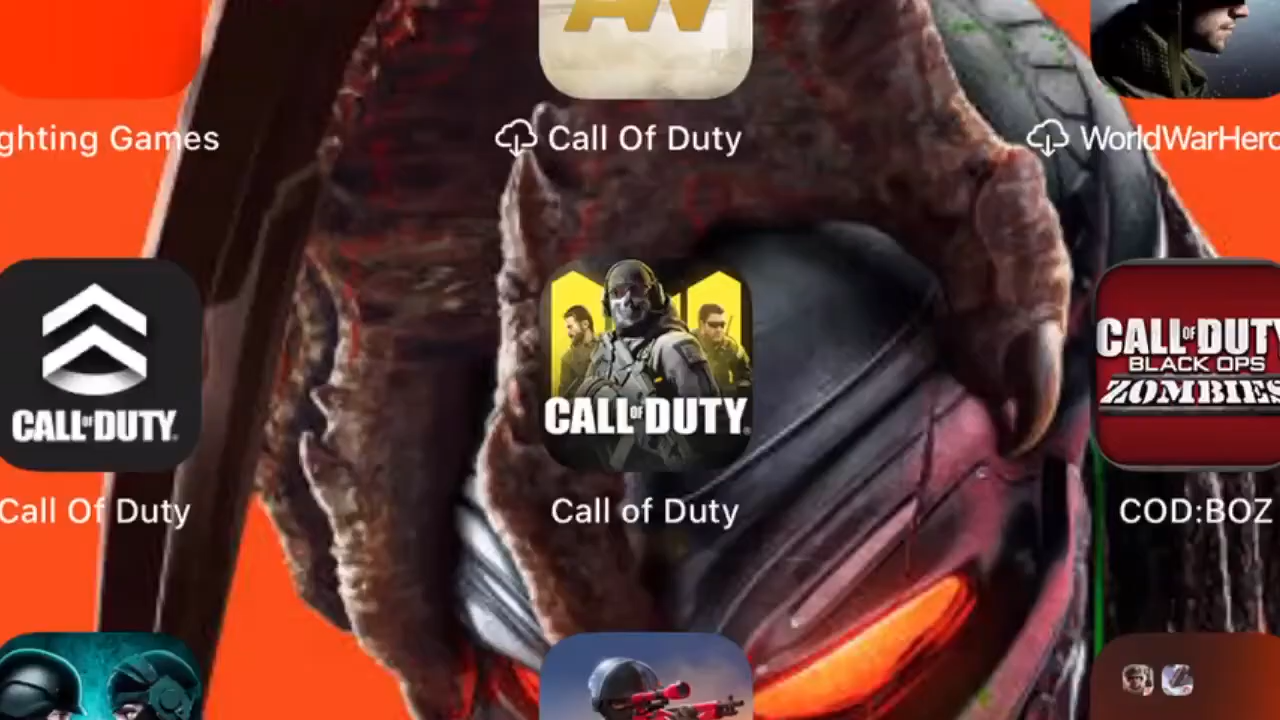 AW
ghting Games
Call Of Duty
WorldWarHero
CALL OF DUTY
CALL OF DUTY
CALL OF DUTY
BLACK OPS
ZOMBIES
Call Of Duty
Call of Duty
COD:BOZ